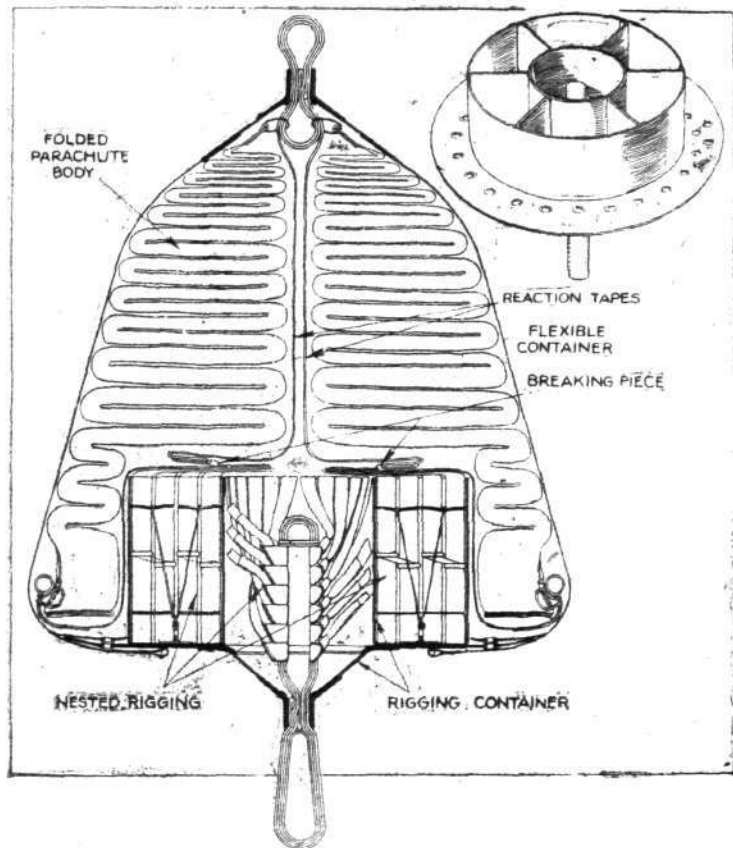 FOLDED
PARACHUTE
BODY
REACTION TAPES
FLEXIBLE
CONTAINER
BREAKING PIECE
NESTED RIGGING
RIGGING CONTAINER